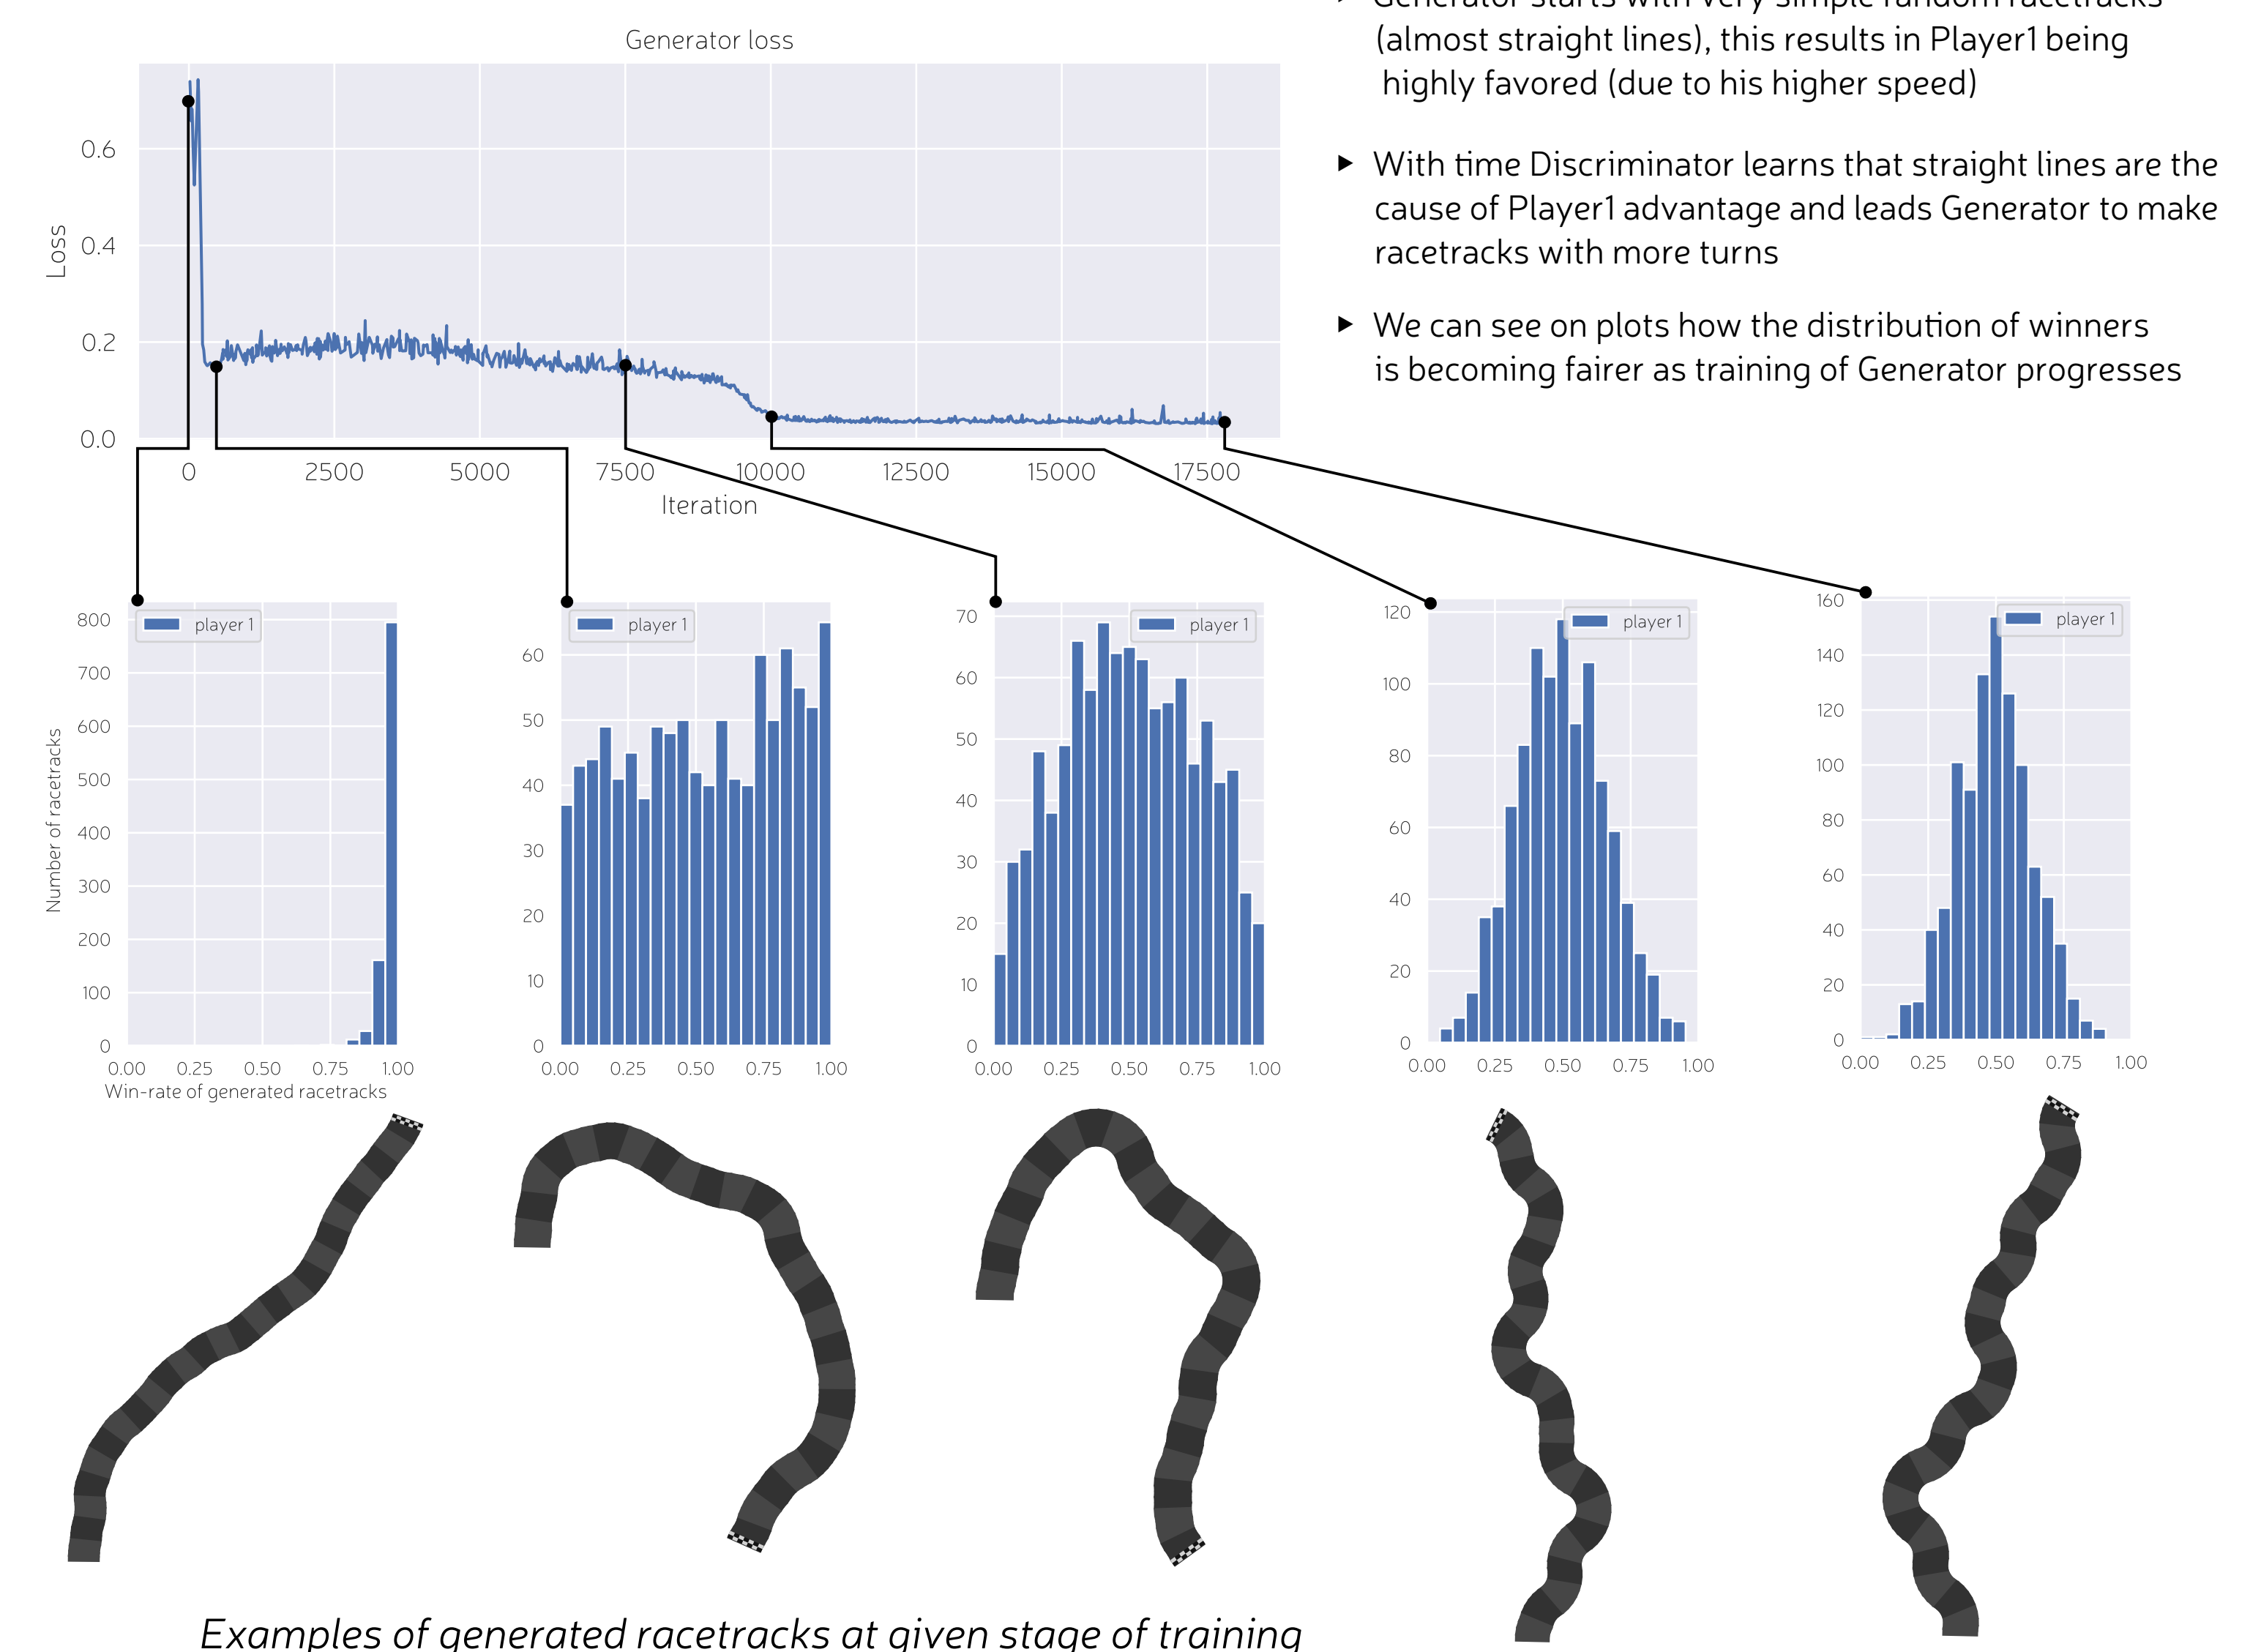 Generator starts with very simple random racetracks
(almost straight lines), this results in Player1 being
highly favored (due to his higher speed)
With time Discriminator learns that straight lines are the
cause of Player1 advantage and leads Generator to make
racetracks with more turns
We can see on plots how the distribution of winners
is becoming fairer as training of Generator progresses
Generator loss
Loss
0.6
0.4
0.2
0.0
0 2500 5000 7500 10000 12500 15000 17500
Iteration
Number of racetracks
player 1
800
700
600
500
400
300
200
100
0
0.00 0.25 0.50 0.75 1.00
Win-rate of generated racetracks
player 1
60
50
40
30
20
10
0
0.00 0.25 0.50 0.75 1.00
player 1
70
60
50
40
30
20
10
0
0.00 0.25 0.50 0.75 1.00
player 1
120
100
80
60
40
20
0
0.00 0.25 0.50 0.75 1.00
player 1
160
140
120
100
80
60
40
20
0
0.00 0.25 0.50 0.75 1.00
Examples of generated racetracks at given stage of training